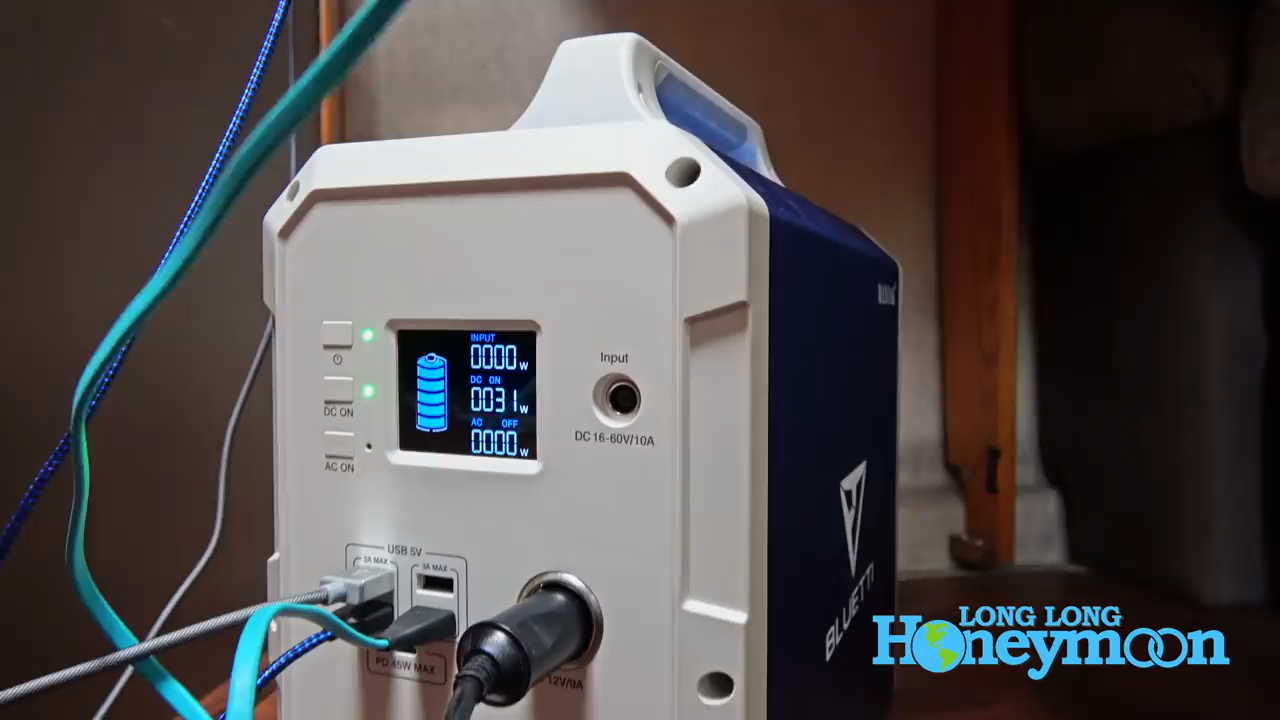 INPUT
0000W
DC ON
0031W
AC OFF
0000W
DC ON
AC ON
Input
DC 16-60V/10A
USB 5V
3A MAX
3A MAX
PD 45W MAX
12V/9A
BLUETTI
LONG LONG
Honeymoon